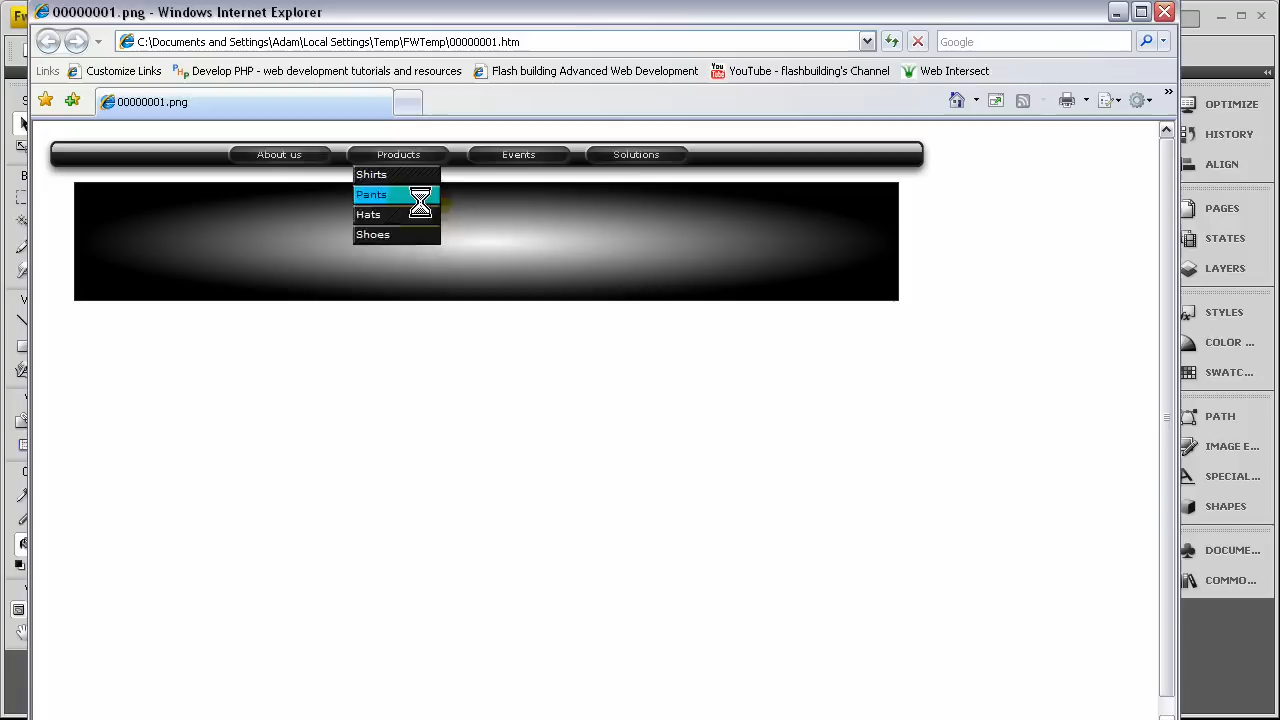 00000001.png - Windows Internet Explorer
Fw
C:\Documents and Settings\Adam\Local Settings\Temp\FWTemp\00000001.htm
Google
Links Customize Links Develop PHP - web development tutorials and resources Flash building Advanced Web Development YouTube - flashbuilding's Channel Web Intersect
00000001.png
About us Products Events Solutions
Shirts
Pants
Hats
Shoes
OPTIMIZE
HISTORY
ALIGN
PAGES
STATES
LAYERS
STYLES
COLOR ...
SWATC...
PATH
IMAGE E...
SPECIAL...
SHAPES
DOCUME...
COMMO...